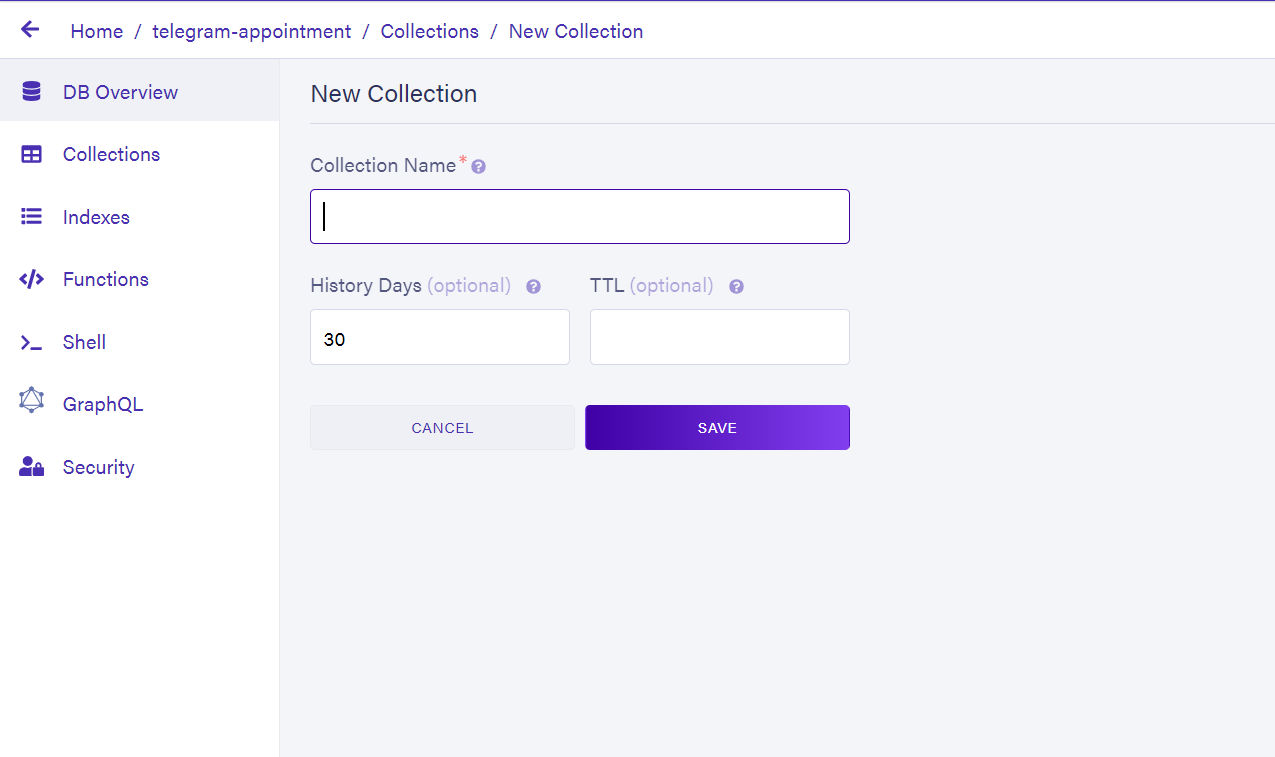 Home / telegram-appointment / Collections / New Collection
DB Overview
Collections
Indexes
Functions
Shell
GraphQL
Security
New Collection
Collection Name*
History Days (optional)
TTL (optional)
30
CANCEL
SAVE